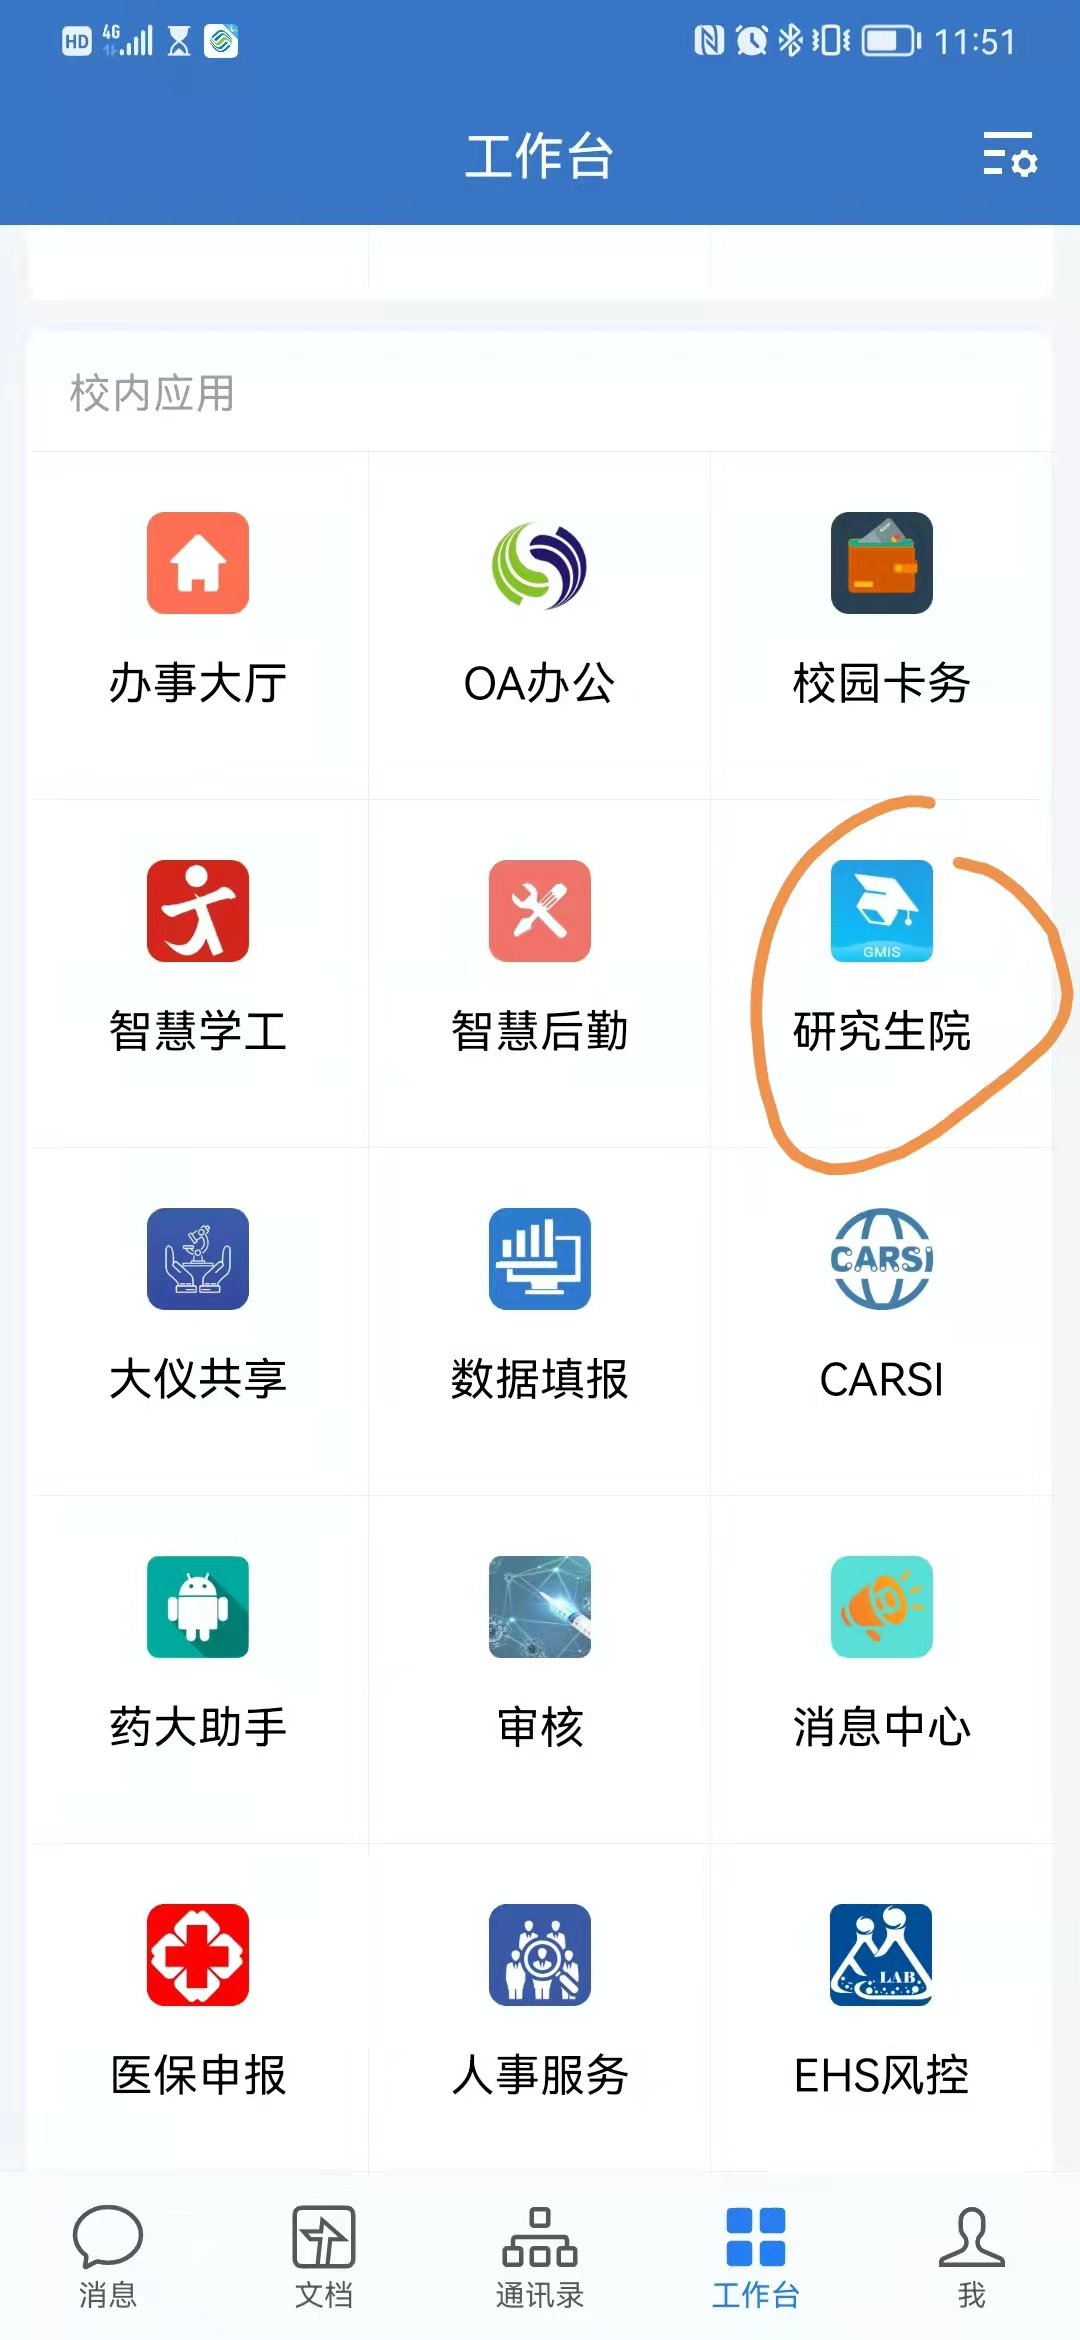 HD 4G 11:51
工作台
校内应用
办事大厅 OA办公 校园卡务
GMIS
智慧学工 智慧后勤 研究生院
CARSI
大仪共享 数据填报 CARSI
药大助手 审核 消息中心
LAB
医保申报 人事服务 EHS风控
消息 文档 通讯录 工作台 我